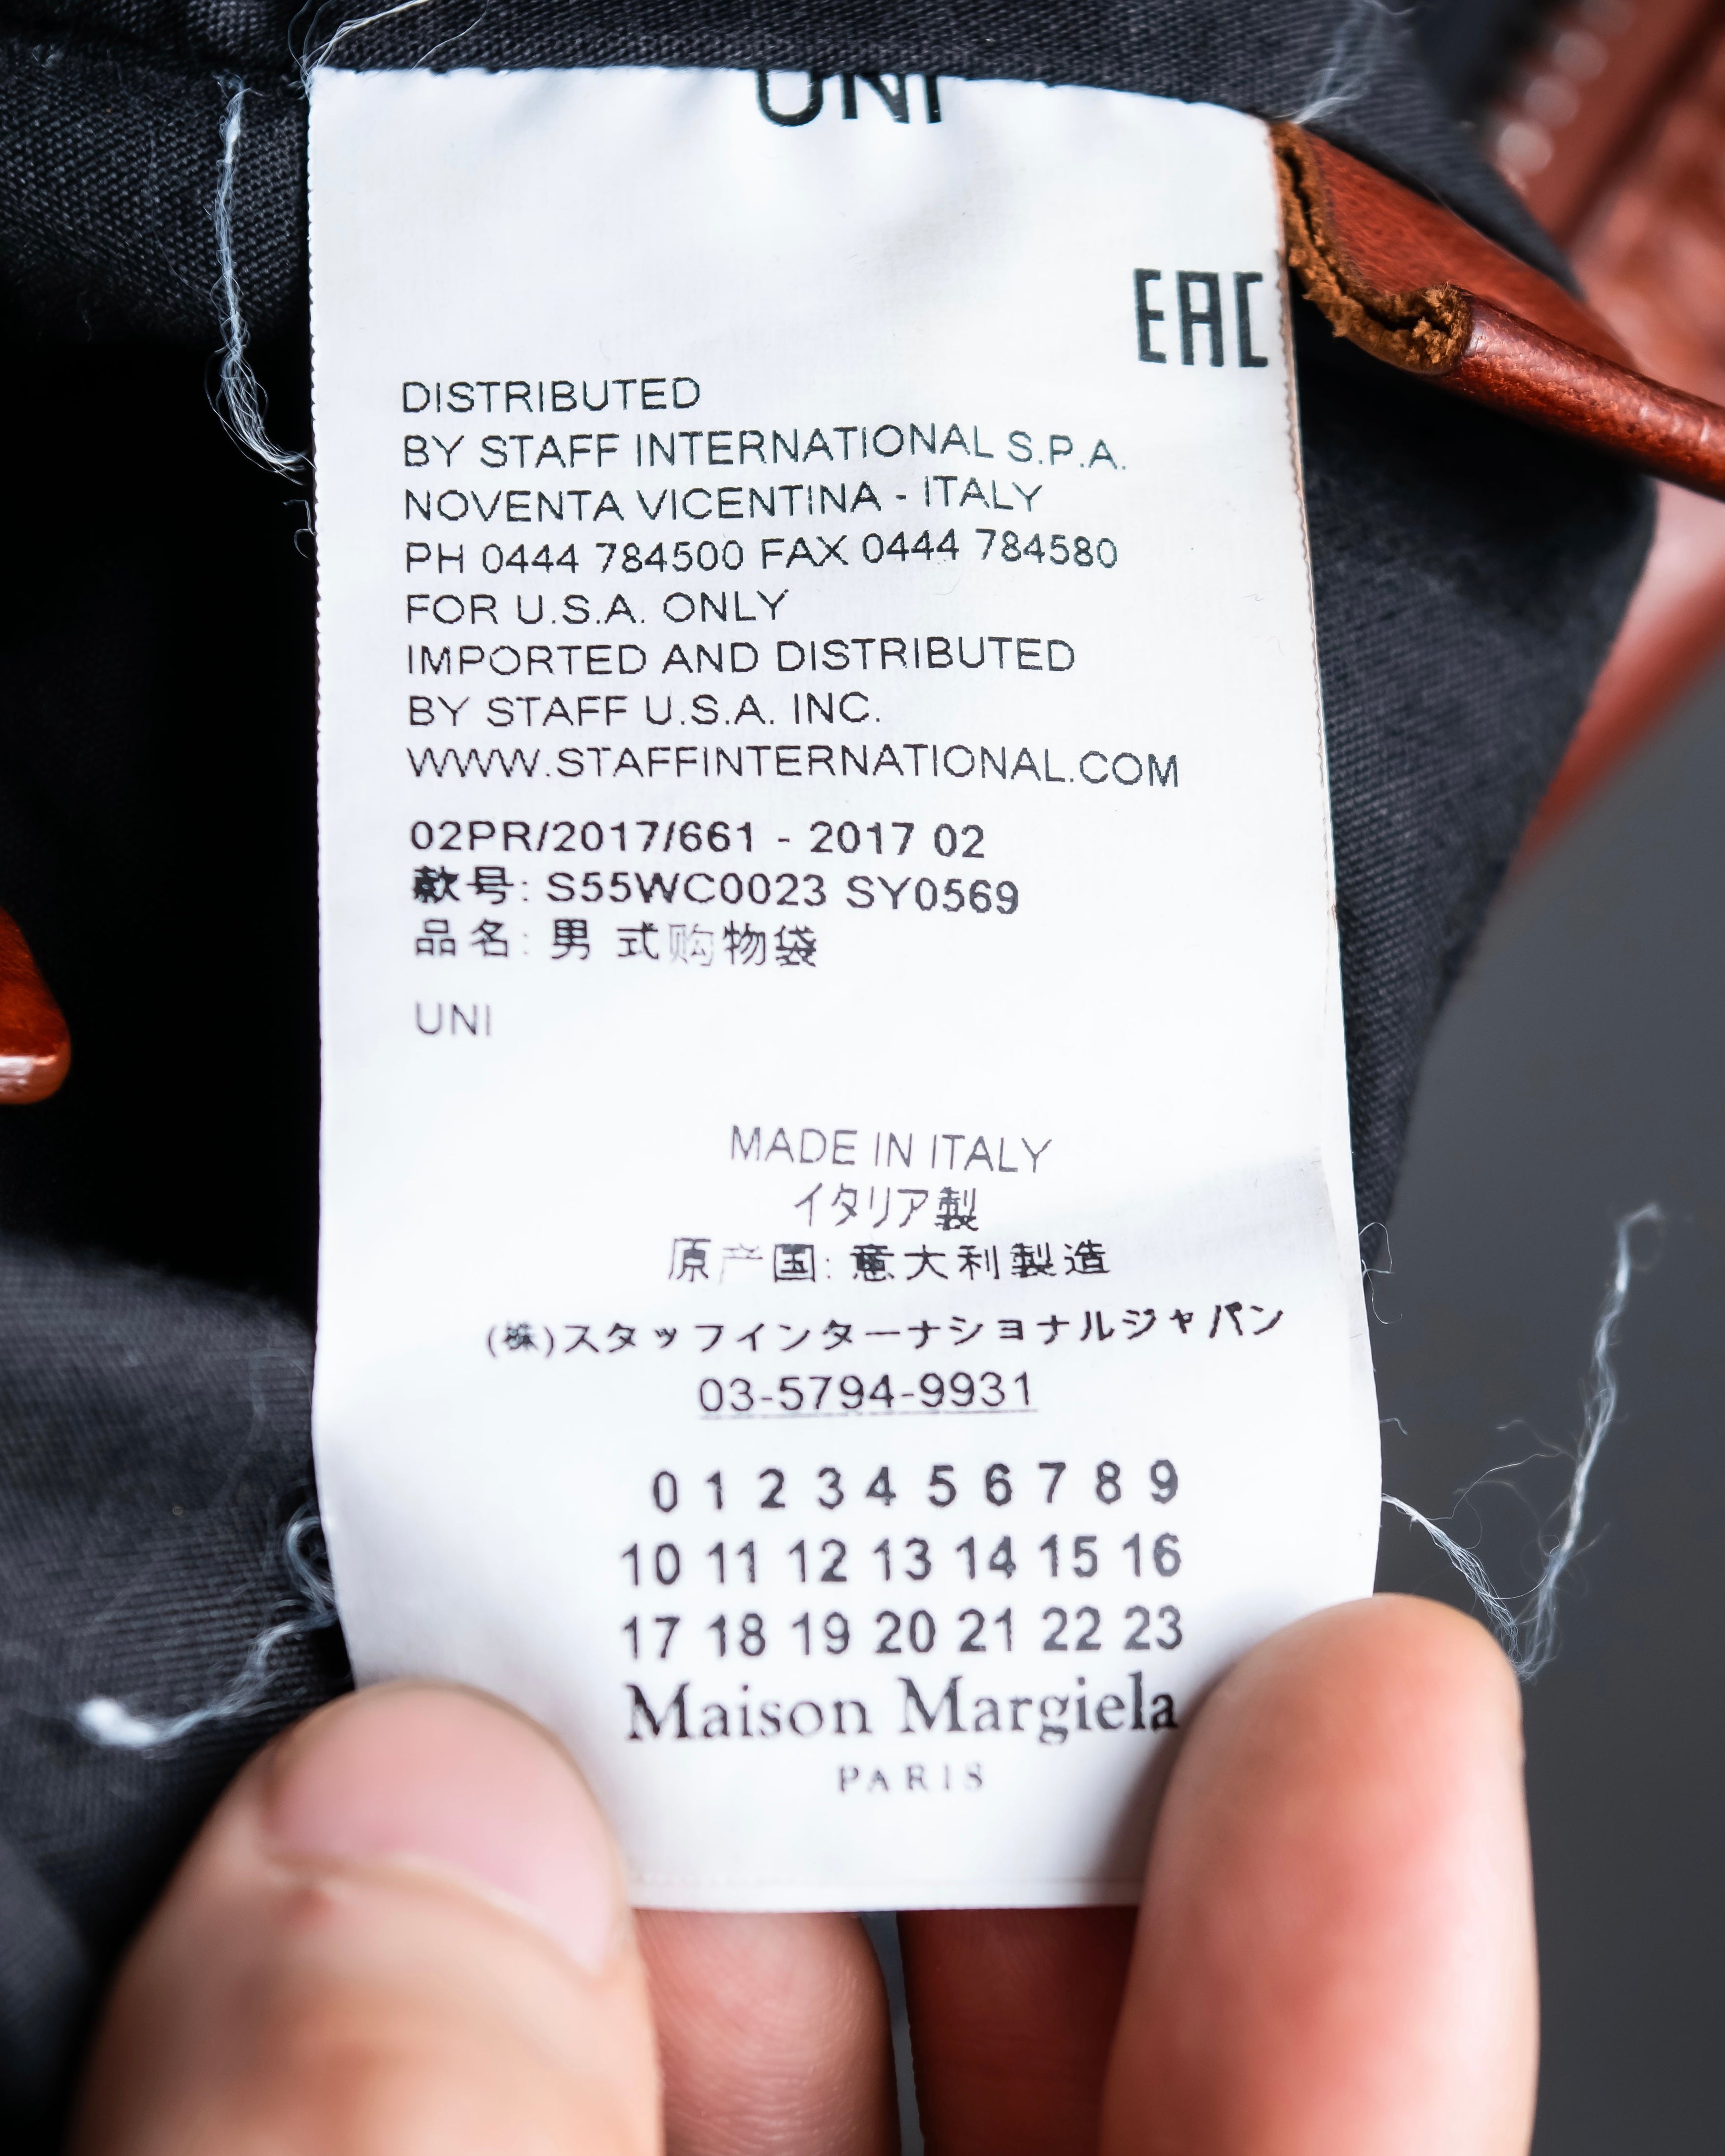 UNI
EAC
DISTRIBUTED
BY STAFF INTERNATIONAL S.P.A.
NOVENTA VICENTINA - ITALY
PH 0444 784500 FAX 0444 784580
FOR U.S.A. ONLY
IMPORTED AND DISTRIBUTED
BY STAFF U.S.A. INC.
WWW.STAFFINTERNATIONAL.COM
02PR/2017/661 - 2017 02
款号: S55WC0023 SY0569
品名: 男 式购物袋
UNI
MADE IN ITALY
イタリア製
原产国: 意大利製造
(株)スタッフインターナショナルジャパン
03-5794-9931
0 1 2 3 4 5 6 7 8 9
10 11 12 13 14 15 16
17 18 19 20 21 22 23
Maison Margiela
PARIS